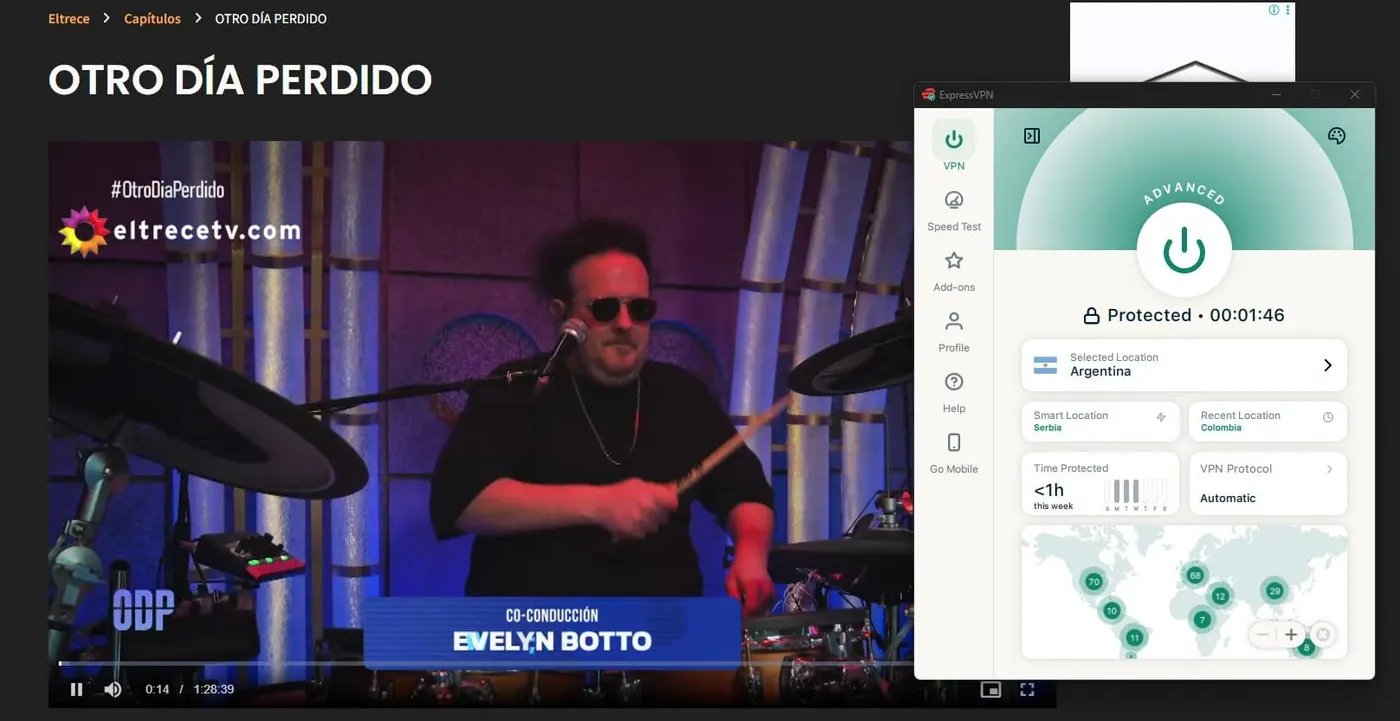 Eltrece > Capítulos > OTRO DÍA PERDIDO
OTRO DÍA PERDIDO
#OtroDiaPerdido
eltrecetv.com
ODP
CO-CONDUCCIÓN
EVELYN BOTTO
0:14 / 1:28:39
ExpressVPN
VPN
Speed Test
Add-ons
Profile
Help
Go Mobile
ADVANCED
Protected • 00:01:46
Selected Location
Argentina
Smart Location
Serbia
Recent Location
Colombia
Time Protected
<1h
this week
S M T W T F S
VPN Protocol
Automatic
70
10
11
68
12
7
29
8